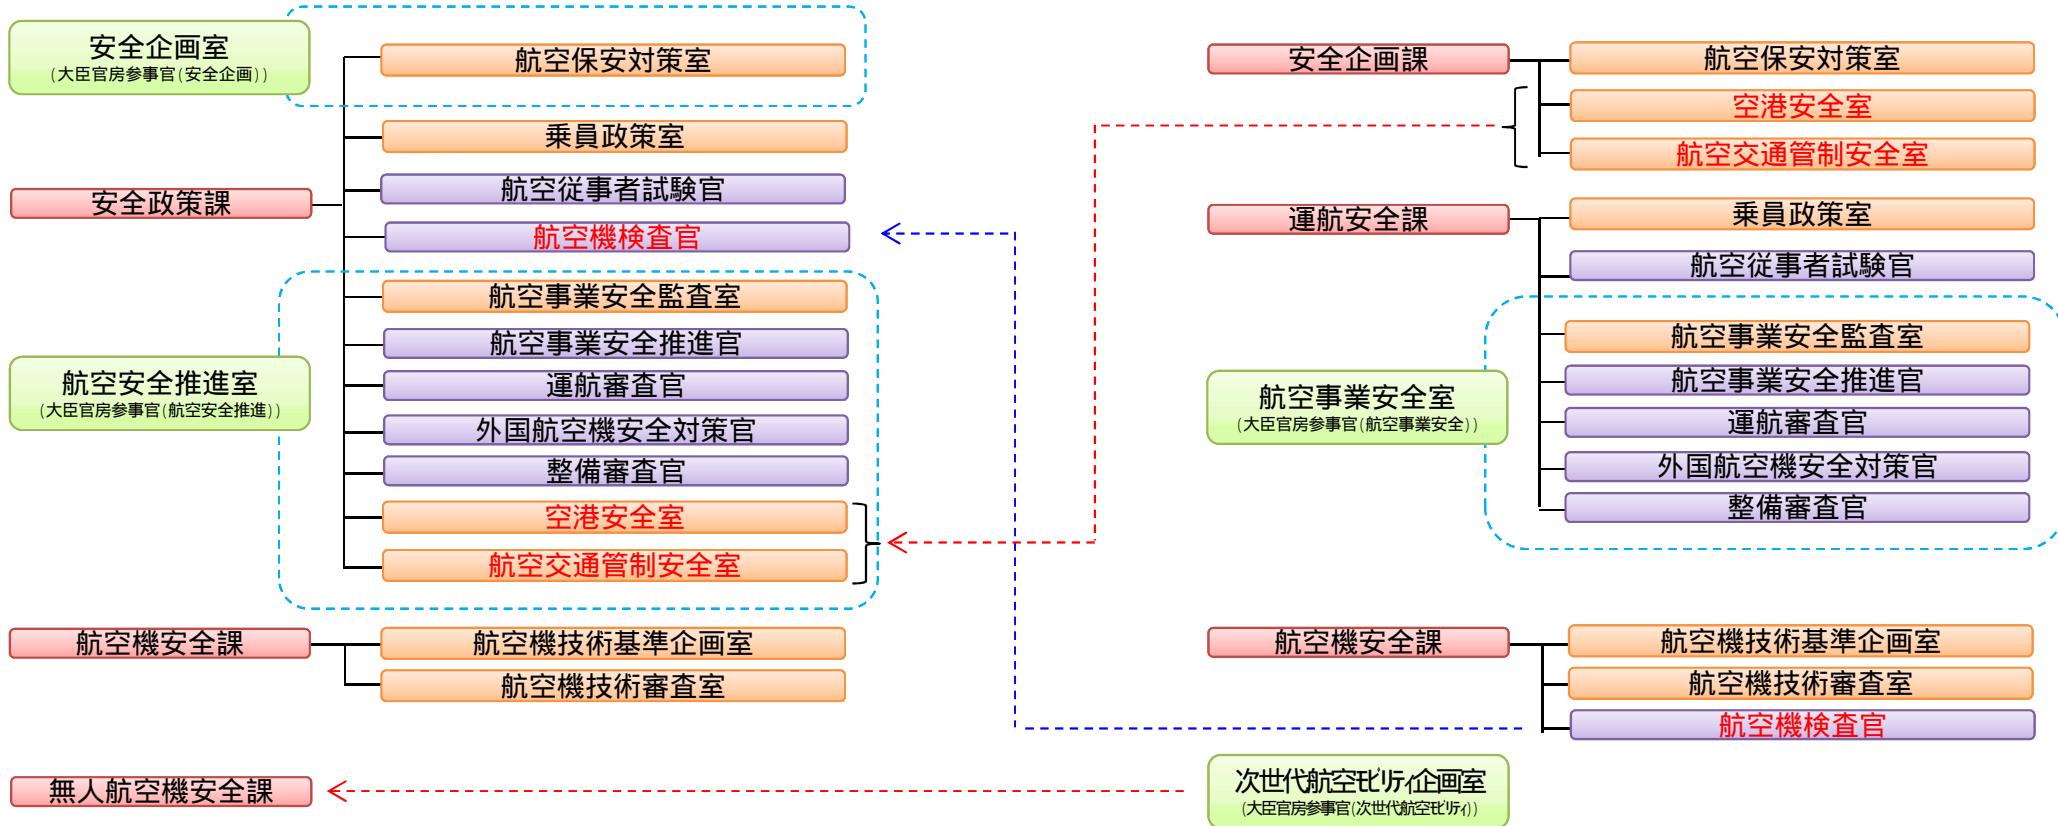 安全企画室
(大臣官房参事官(安全企画))
航空保安対策室
乗員政策室
航空従事者試験官
安全政策課
航空機検査官
航空事業安全監査室
航空事業安全推進官
航空安全推進室
(大臣官房参事官(航空安全推進))
運航審査官
外国航空機安全対策官
整備審査官
空港安全室
航空交通管制安全室
航空機安全課
航空機技術基準企画室
航空機技術審査室
無人航空機安全課
安全企画課
航空保安対策室
空港安全室
航空交通管制安全室
運航安全課
乗員政策室
航空従事者試験官
航空事業安全監査室
航空事業安全推進官
航空事業安全室
(大臣官房参事官(航空事業安全))
運航審査官
外国航空機安全対策官
整備審査官
航空機安全課
航空機技術基準企画室
航空機技術審査室
航空機検査官
次世代航空モビリティ企画室
(大臣官房参事官(次世代航空モビリティ))